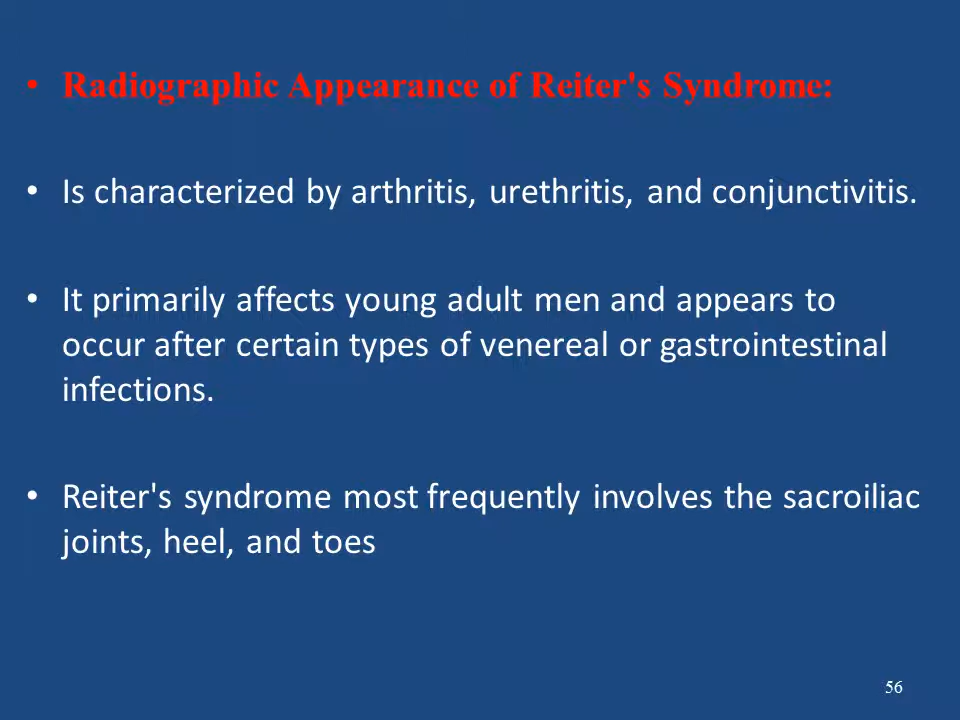 • Radiographic Appearance of Reiter's Syndrome:
• Is characterized by arthritis, urethritis, and conjunctivitis.
• It primarily affects young adult men and appears to
occur after certain types of venereal or gastrointestinal
infections.
• Reiter's syndrome most frequently involves the sacroiliac
joints, heel, and toes
56